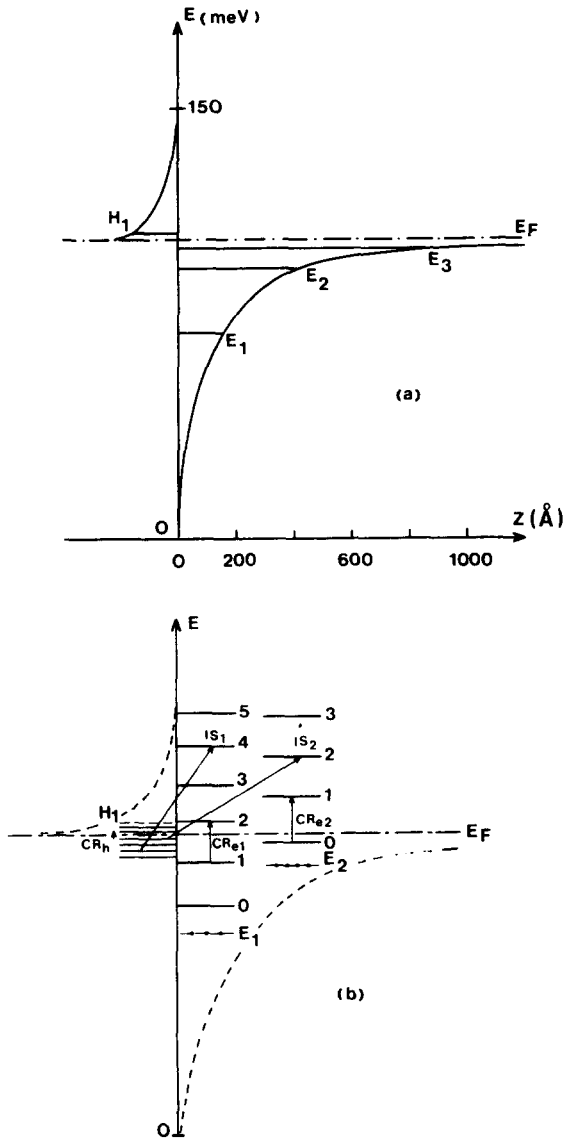 E (meV)
150
H1
EF
E3
E2
E1
(a)
O
Z (Å)
0 200 600 1000
E
5 3
IS1
4
IS2 2
3
1
H1
2
EF
CRh
CRe1
CRe2
0
1
E2
0
E1
(b)
O